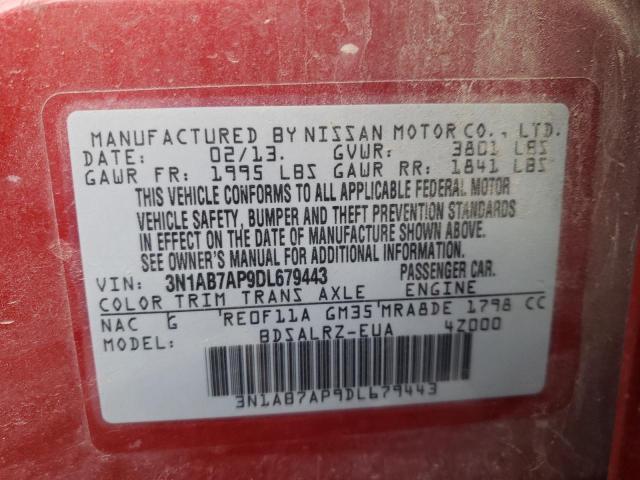 MANUFACTURED BY NISSAN MOTOR CO., LTD.
DATE: 02/13. GVWR: 3801 LBS
GAWR FR: 1995 LBS GAWR RR: 1841 LBS
THIS VEHICLE CONFORMS TO ALL APPLICABLE FEDERAL MOTOR
VEHICLE SAFETY, BUMPER AND THEFT PREVENTION STANDARDS
IN EFFECT ON THE DATE OF MANUFACTURE SHOWN ABOVE.
SEE OWNER'S MANUAL FOR ADDITIONAL INFORMATION.
VIN: 3N1AB7AP9DL679443 PASSENGER CAR.
COLOR TRIM TRANS AXLE ENGINE
NAC G 'RE0F11A GM35'MRA8DE 1798 CC
MODEL: BDSALRZ-EUA 4Z000
3N1AB7AP9DL679443